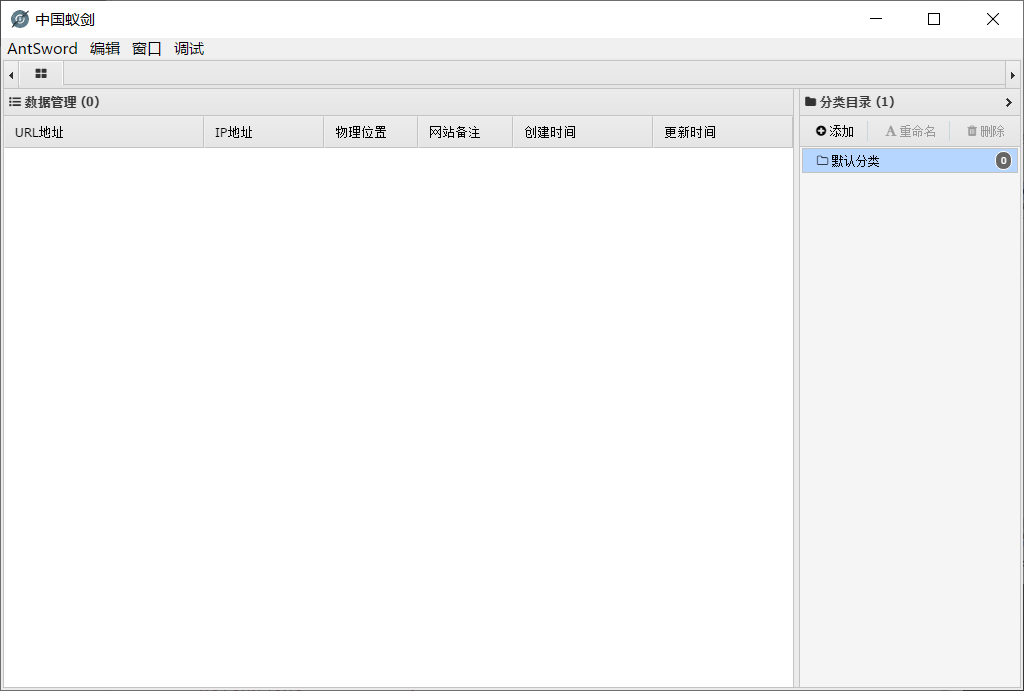 中国蚁剑
AntSword 编辑 窗口 调试
数据管理 (0)
URL地址 IP地址 物理位置 网站备注 创建时间 更新时间
分类目录 (1)
添加 重命名 删除
默认分类 0